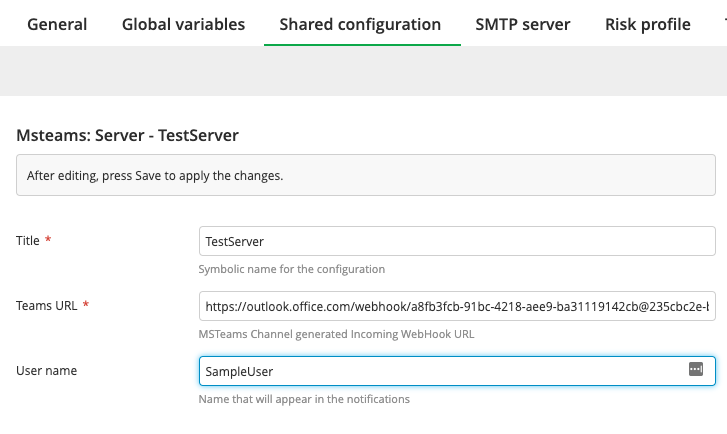 General Global variables Shared configuration SMTP server Risk profile
Msteams: Server - TestServer
After editing, press Save to apply the changes.
Title * TestServer
Symbolic name for the configuration
Teams URL * https://outlook.office.com/webhook/a8fb3fcb-91bc-4218-aee9-ba31119142cb@235cbc2e-b
MSTeams Channel generated Incoming WebHook URL
User name SampleUser
Name that will appear in the notifications